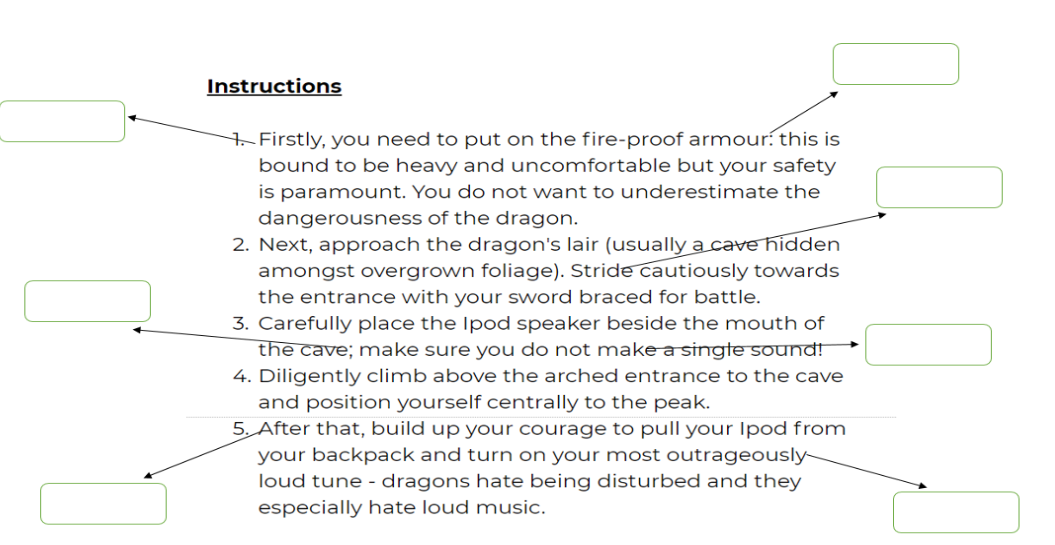 Instructions
1. Firstly, you need to put on the fire-proof armour: this is
bound to be heavy and uncomfortable but your safety
is paramount. You do not want to underestimate the
dangerousness of the dragon.
2. Next, approach the dragon's lair (usually a cave hidden
amongst overgrown foliage). Stride cautiously towards
the entrance with your sword braced for battle.
3. Carefully place the Ipod speaker beside the mouth of
the cave; make sure you do not make a single sound!
4. Diligently climb above the arched entrance to the cave
and position yourself centrally to the peak.
5. After that, build up your courage to pull your Ipod from
your backpack and turn on your most outrageously
loud tune - dragons hate being disturbed and they
especially hate loud music.